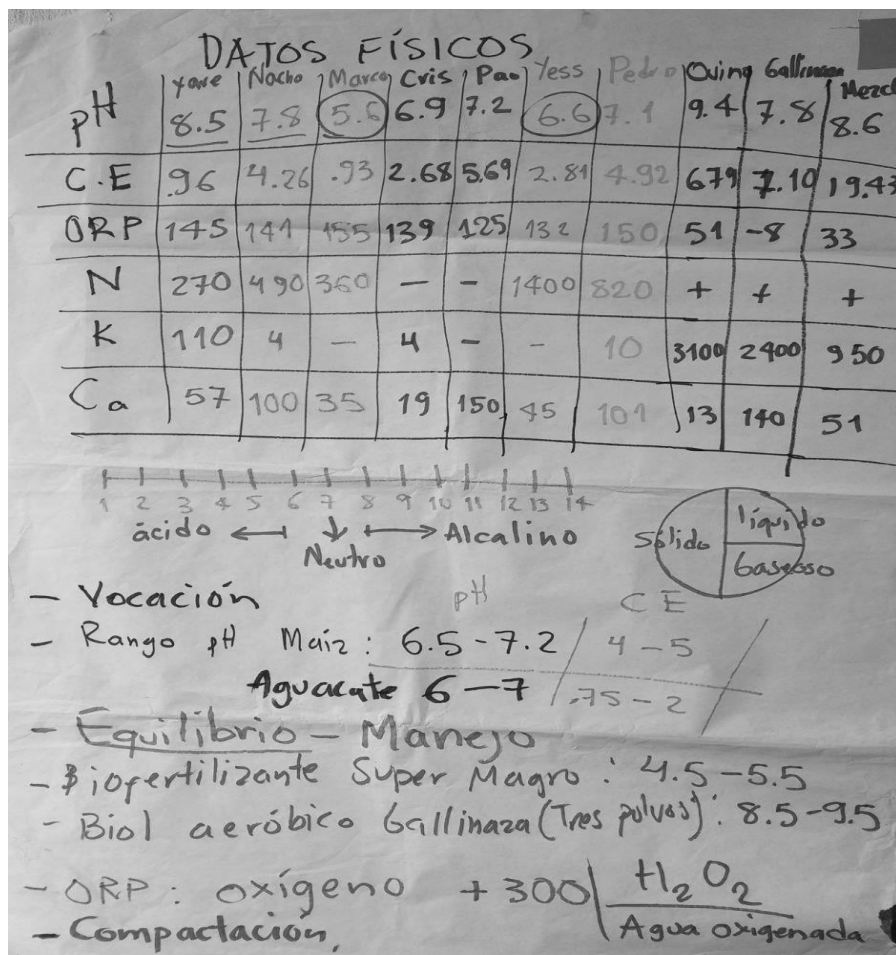 DATOS FÍSICOS
Yave Nacho Marco Cris Pao Yess Pedro Ovino Gallinaza Mezcl
pH 8.5 7.8 5.6 6.9 7.2 6.6 7.1 9.4 7.8 8.6
C.E .96 4.26 .93 2.68 5.69 2.81 4.92 679 7.10 19.43
ORP 145 141 155 139 125 132 150 51 -8 33
N 270 490 360 — - 1400 820 + + +
K 110 4 — 4 - - 10 3100 2400 950
Ca 57 100 35 19 150 45 101 13 140 51
1 2 3 4 5 6 7 8 9 10 11 12 13 14
ácido ← ↓ → Alcalino
Neutro
Sólido líquido
Gaseoso
- Vocación pH CE
- Rango pH Maiz: 6.5-7.2 / 4-5
Aguacate 6-7 / .75-2
- Equilibrio - Manejo
- Biofertilizante Super Magro: 4.5-5.5
- Biol aeróbico Gallinaza (Tres polvos): 8.5-9.5
- ORP: oxígeno +300 H₂O₂
- Compactación, Agua oxigenada